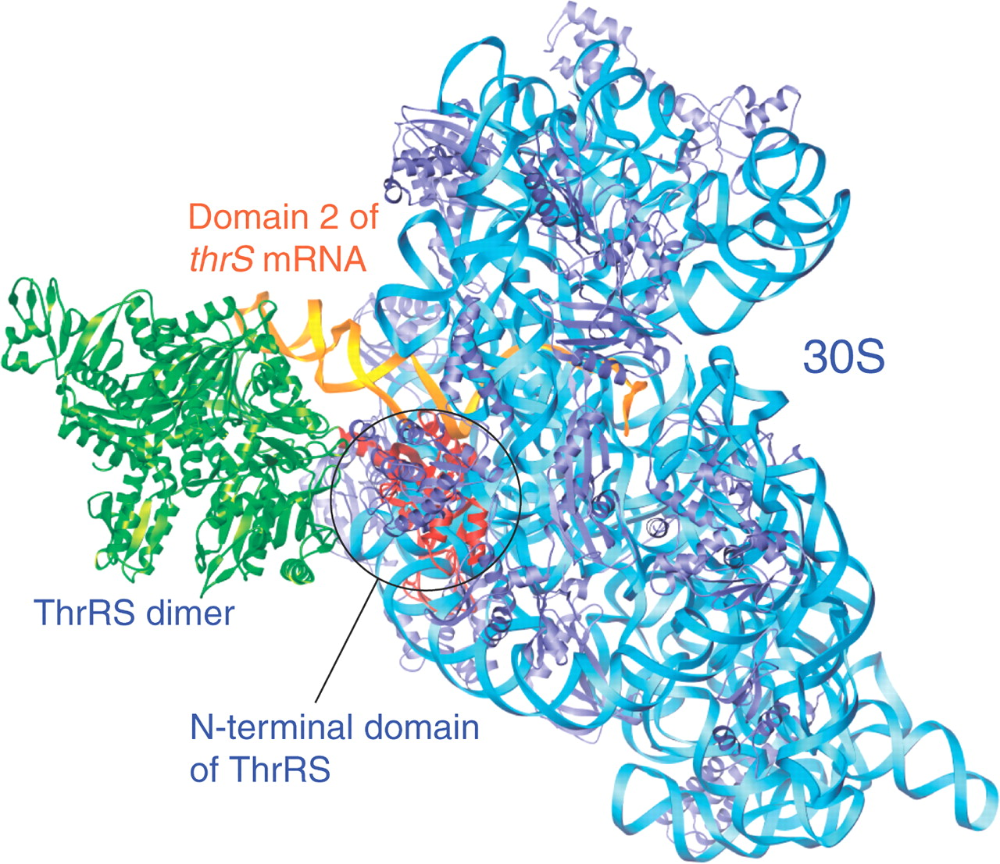 Domain 2 of
thrS mRNA
30S
ThrRS dimer
N-terminal domain
of ThrRS